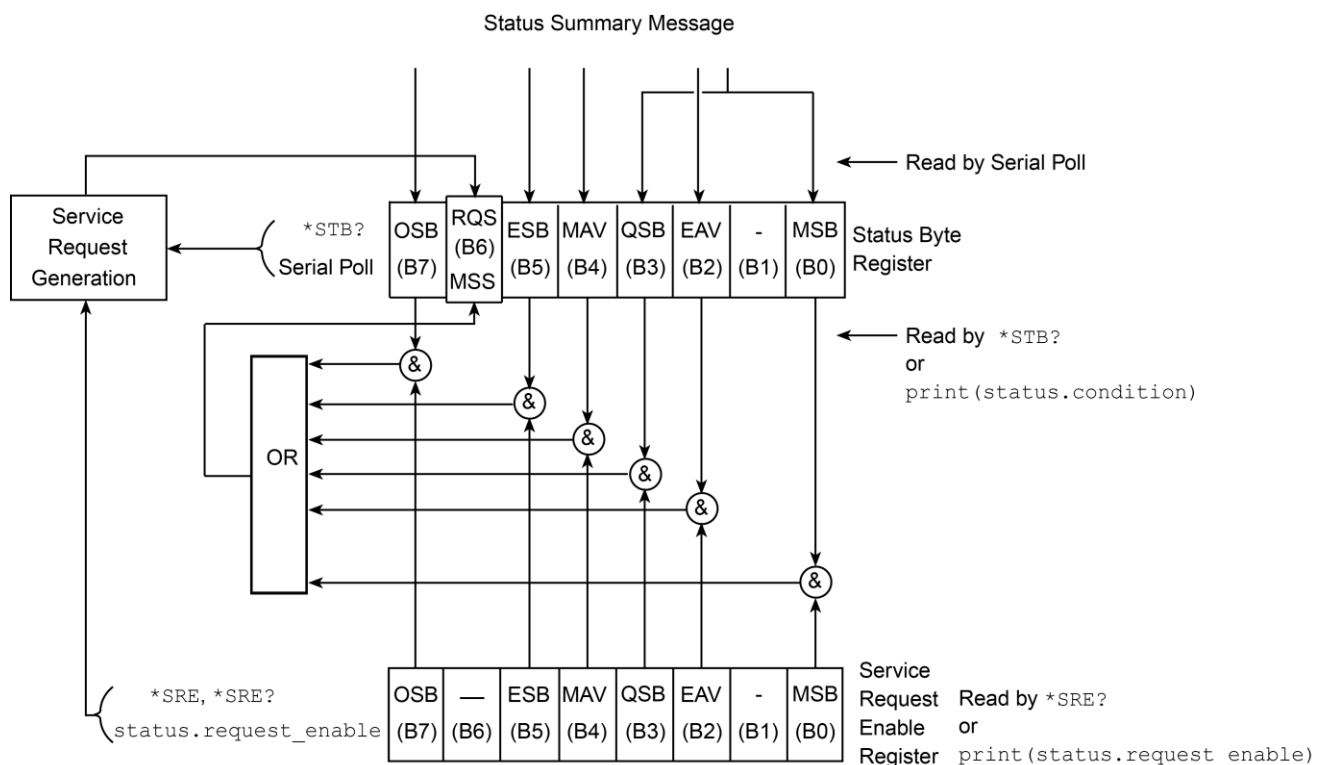 Status Summary Message
Read by Serial Poll
Service
Request
Generation
*STB?
Serial Poll
OSB
(B7)
RQS
(B6)
MSS
ESB
(B5)
MAV
(B4)
QSB
(B3)
EAV
(B2)
-
(B1)
MSB
(B0)
Status Byte
Register
Read by *STB?
or
print(status.condition)
&
&
&
&
&
&
OR
*SRE, *SRE?
status.request_enable
OSB
(B7)
—
(B6)
ESB
(B5)
MAV
(B4)
QSB
(B3)
EAV
(B2)
-
(B1)
MSB
(B0)
Service
Request
Enable
Register
Read by *SRE?
or
print(status.request enable)